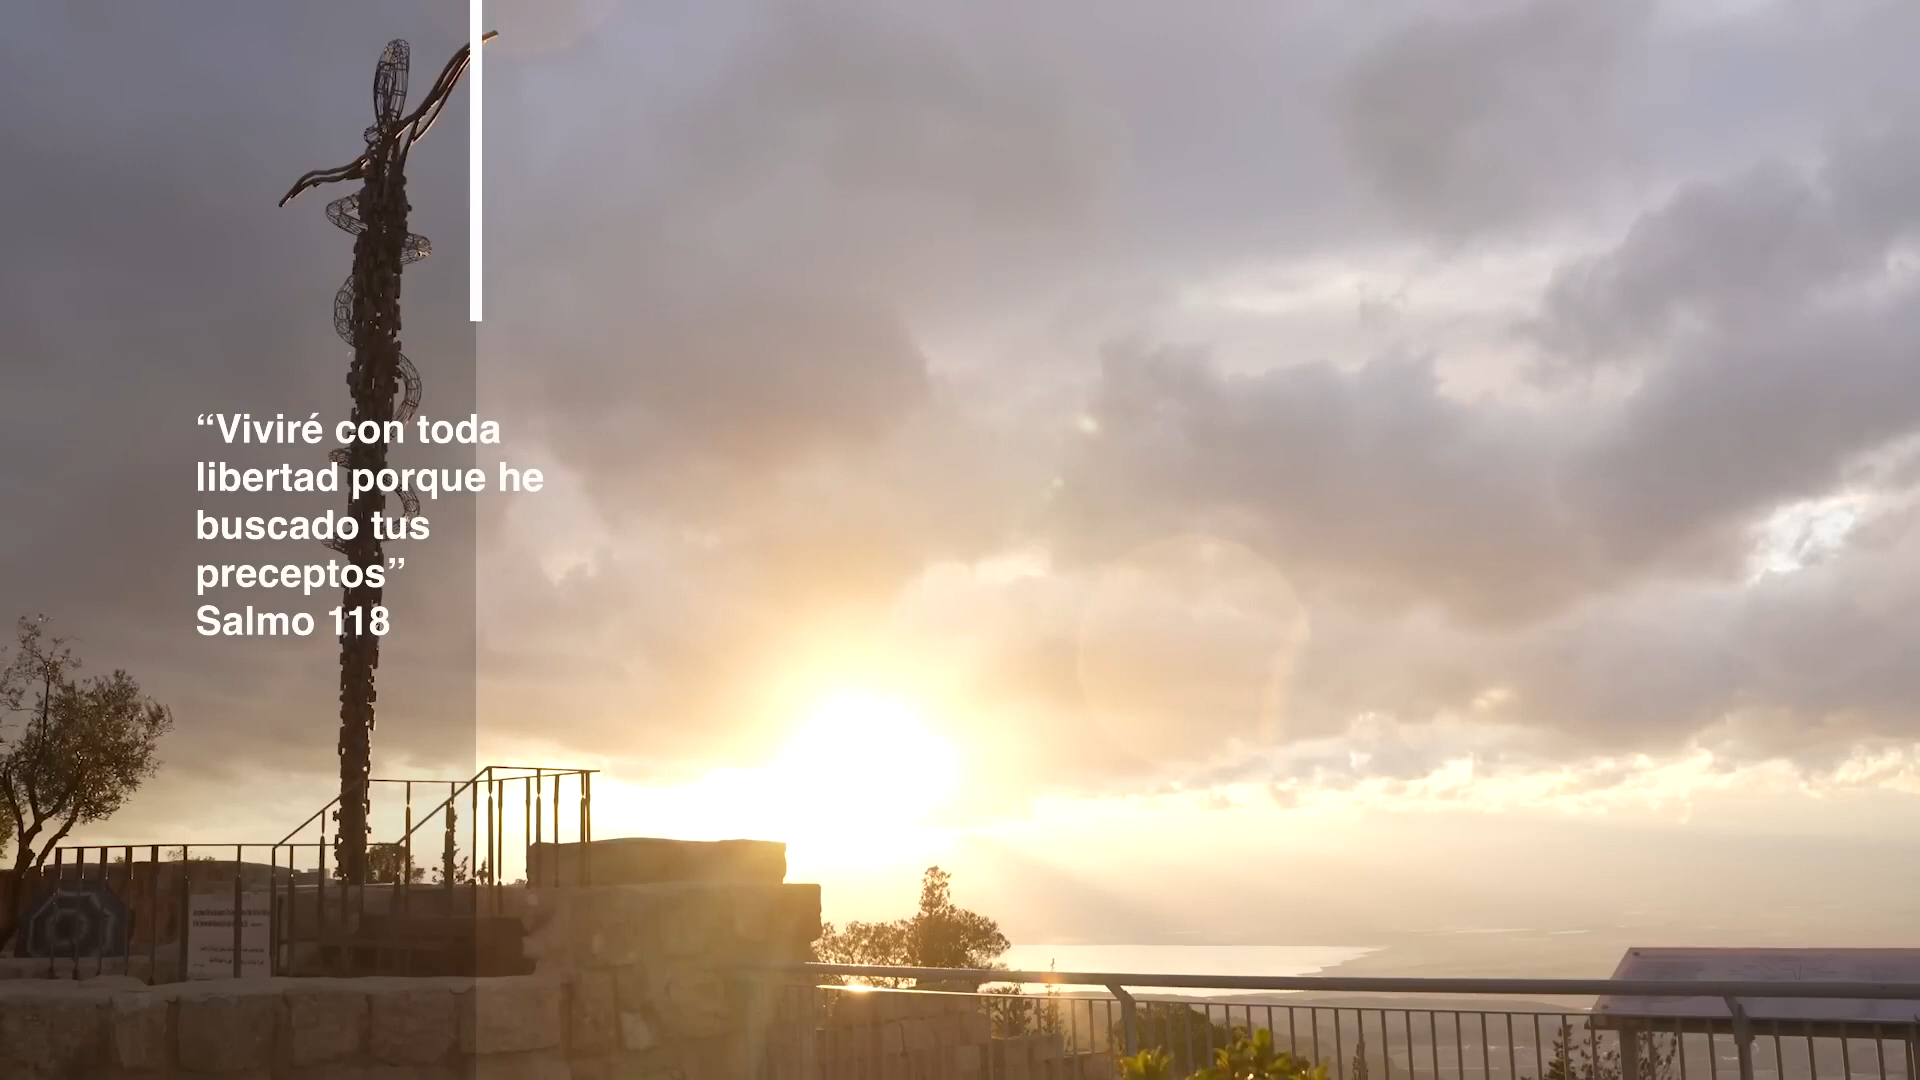 “Viviré con toda
libertad porque he
buscado tus
preceptos”
Salmo 118